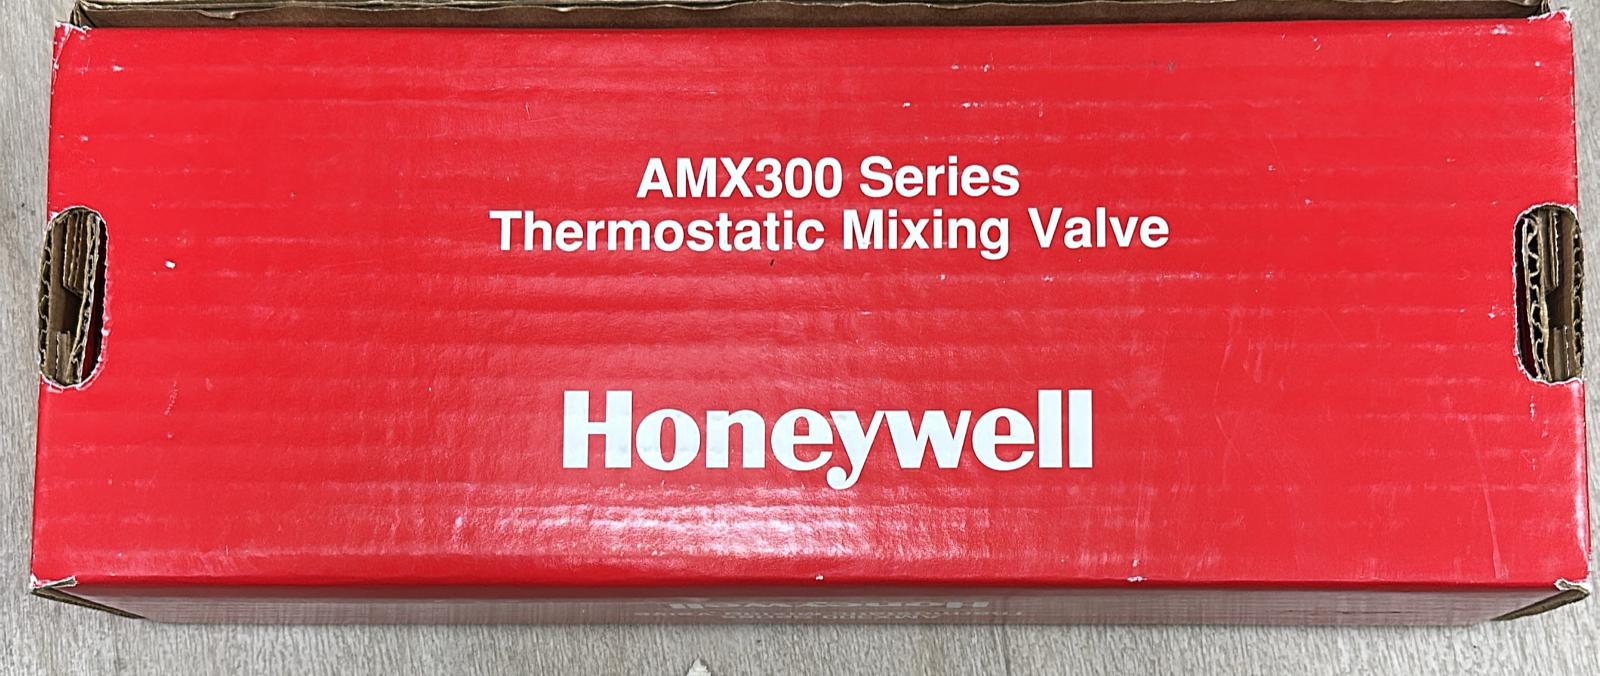 AMX300 Series
Thermostatic Mixing Valve
Honeywell